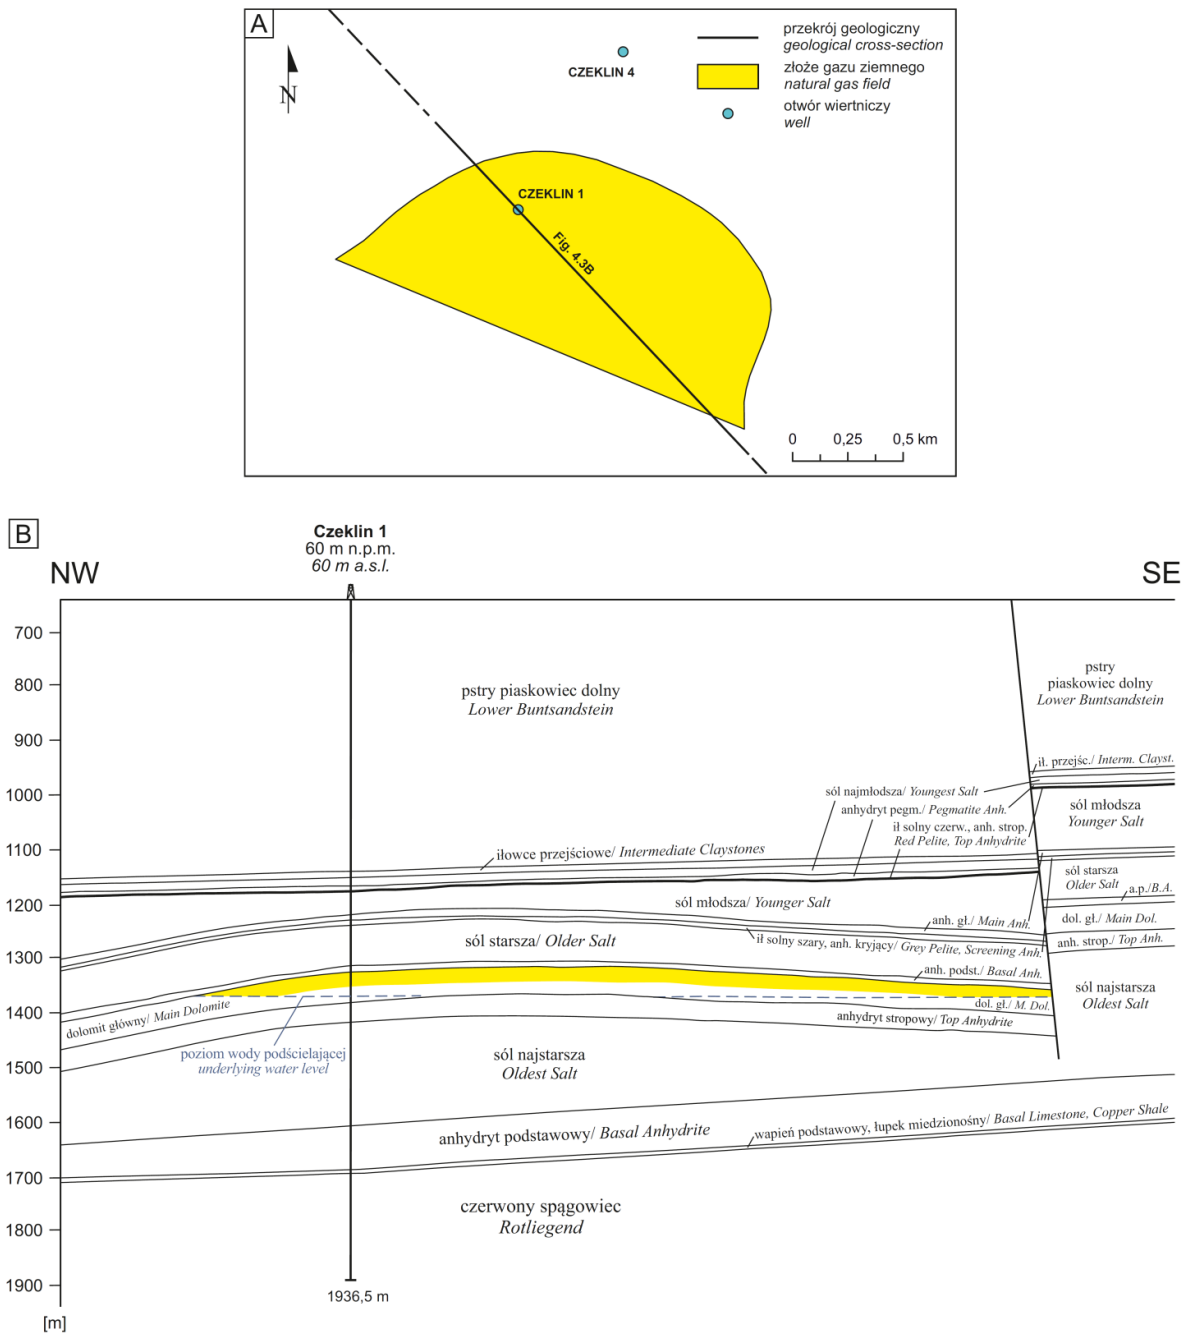 A
N
CZEKLIN 4
CZEKLIN 1
Fig. 4.3B
przekrój geologiczny
geological cross-section
złoże gazu ziemnego
natural gas field
otwór wiertniczy
well
0 0,25 0,5 km
B
Czeklin 1
60 m n.p.m.
60 m a.s.l.
NW
SE
700
800
900
1000
1100
1200
1300
1400
1500
1600
1700
1800
1900
[m]
pstry piaskowiec dolny
Lower Buntsandstein
pstry
piaskowiec dolny
Lower Buntsandstein
ił. przejśc./ Interm. Clayst.
sól najmłodsza/ Youngest Salt
anhydryt pegm./ Pegmatite Anh.
ił solny czerw., anh. strop.
Red Pelite, Top Anhydrite
sól młodsza
Younger Salt
iłowce przejściowe/ Intermediate Claystones
sól starsza
Older Salt
a.p./B.A.
sól młodsza/ Younger Salt
anh. gł./ Main Anh.
dol. gł./ Main Dol.
sól starsza/ Older Salt
ił solny szary, anh. kryjący/ Grey Pelite, Screening Anh.
anh. strop./ Top Anh.
anh. podst./ Basal Anh.
sól najstarsza
Oldest Salt
dolomit główny/ Main Dolomite
dol. gł./ M. Dol.
anhydryt stropowy/ Top Anhydrite
poziom wody podścielającej
underlying water level
sól najstarsza
Oldest Salt
anhydryt podstawowy/ Basal Anhydrite
wapień podstawowy, łupek miedzionośny/ Basal Limestone, Copper Shale
czerwony spągowiec
Rotliegend
1936,5 m